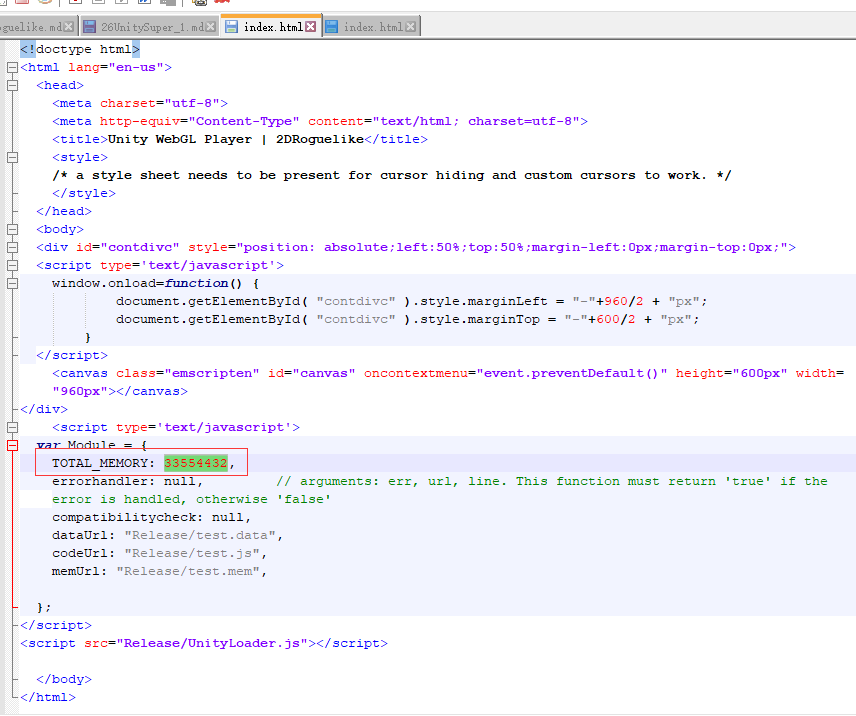 oguelike.md 26UnitySuper_1.md index.html index.html
<!doctype html>
<html lang="en-us">
<head>
<meta charset="utf-8">
<meta http-equiv="Content-Type" content="text/html; charset=utf-8">
<title>Unity WebGL Player | 2DRoguelike</title>
<style>
/* a style sheet needs to be present for cursor hiding and custom cursors to work. */
</style>
</head>
<body>
<div id="contdivc" style="position: absolute;left:50%;top:50%;margin-left:0px;margin-top:0px;">
<script type='text/javascript'>
window.onload=function() {
document.getElementById( "contdivc" ).style.marginLeft = "-"+960/2 + "px";
document.getElementById( "contdivc" ).style.marginTop = "-"+600/2 + "px";
}
</script>
<canvas class="emscripten" id="canvas" oncontextmenu="event.preventDefault()" height="600px" width=
"960px"></canvas>
</div>
<script type='text/javascript'>
var Module = {
TOTAL_MEMORY: 33554432,
errorhandler: null, // arguments: err, url, line. This function must return 'true' if the
error is handled, otherwise 'false'
compatibilitycheck: null,
dataUrl: "Release/test.data",
codeUrl: "Release/test.js",
memUrl: "Release/test.mem",
};
</script>
<script src="Release/UnityLoader.js"></script>
</body>
</html>